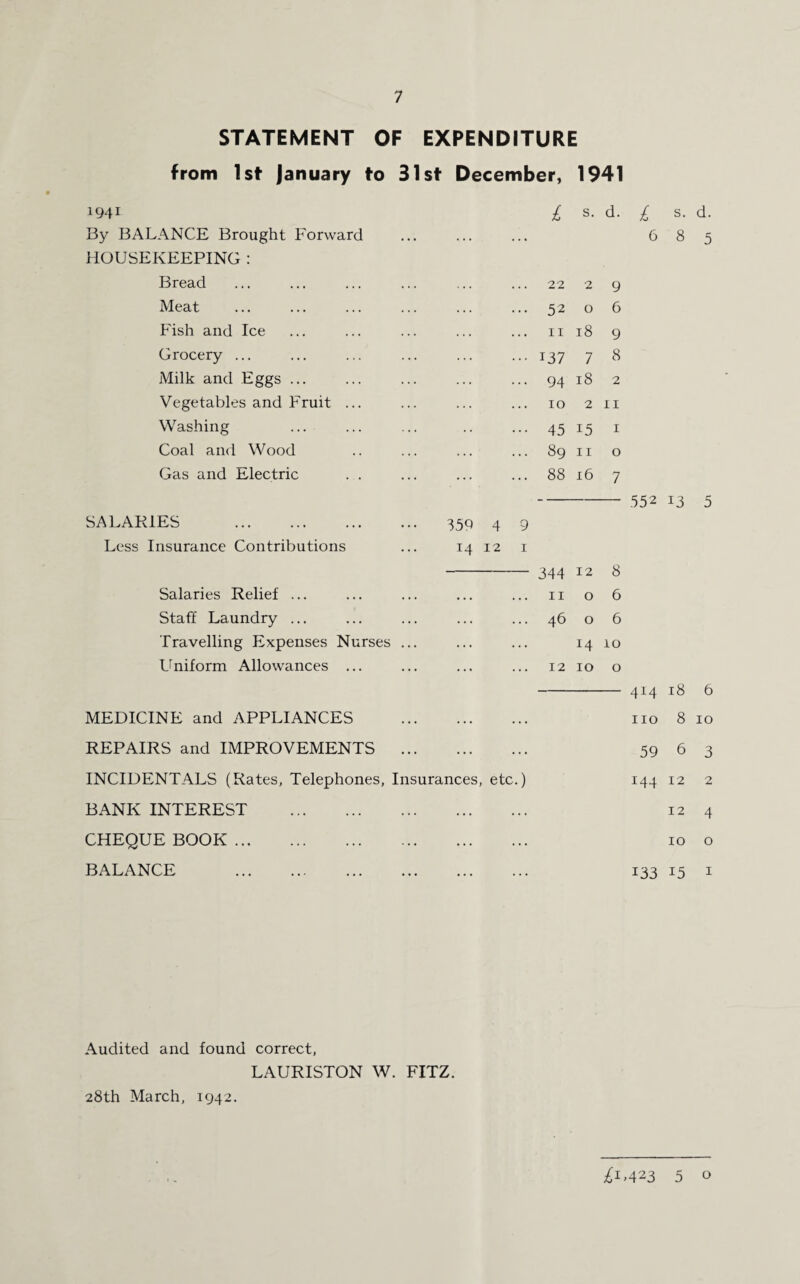 7
STATEMENT OF EXPENDITURE
from 1st January to 31st December, 1941
1941 £ s. d. £ s. d.
By BALANCE Brought Forward ... ... ... 6 8 5
HOUSEKEEPING :
Bread ... ... ... ... ... ... 22 2 9
Meat ... ... ... ... ... ... 52 0 6
Fish and Ice ... ... ... ... ... 11 18 9
Grocery ... ... ... ... ... ... 137 7 8
Milk and Eggs ... ... ... ... ... 94 18 2
Vegetables and Fruit ... ... ... ... 10 2 11
Washing ... ... ... .. ... 45 15 1
Coal and Wood .. ... ... ... 89 11 0
Gas and Electric . . ... ... ... 88 16 7
552 13 5
SALARIES ... ... ... ... 359 4 9
Less Insurance Contributions ... 14 12 1
344 12 8
Salaries Relief ... ... ... ... ... 11 0 6
Staff Laundry ... ... ... ... ... 46 0 6
Travelling Expenses Nurses ... ... ... 14 10
Uniform Allowances ... ... ... ... 12 10 0
414 18 6
MEDICINE and APPLIANCES ... ... ... 110 8 10
REPAIRS and IMPROVEMENTS ... ... ... 59 6 3
INCIDENTALS (Rates, Telephones, Insurances, etc.) 144 12 2
BANK INTEREST ... ... ... ... ... 12 4
CHEQUE BOOK ... ... ... ... ... ... 10 0
BALANCE ... ... ... ... ... ... 133 15 1
Audited and found correct,
LAURISTON W. FITZ.
28th March, 1942.
£1,423 5 0